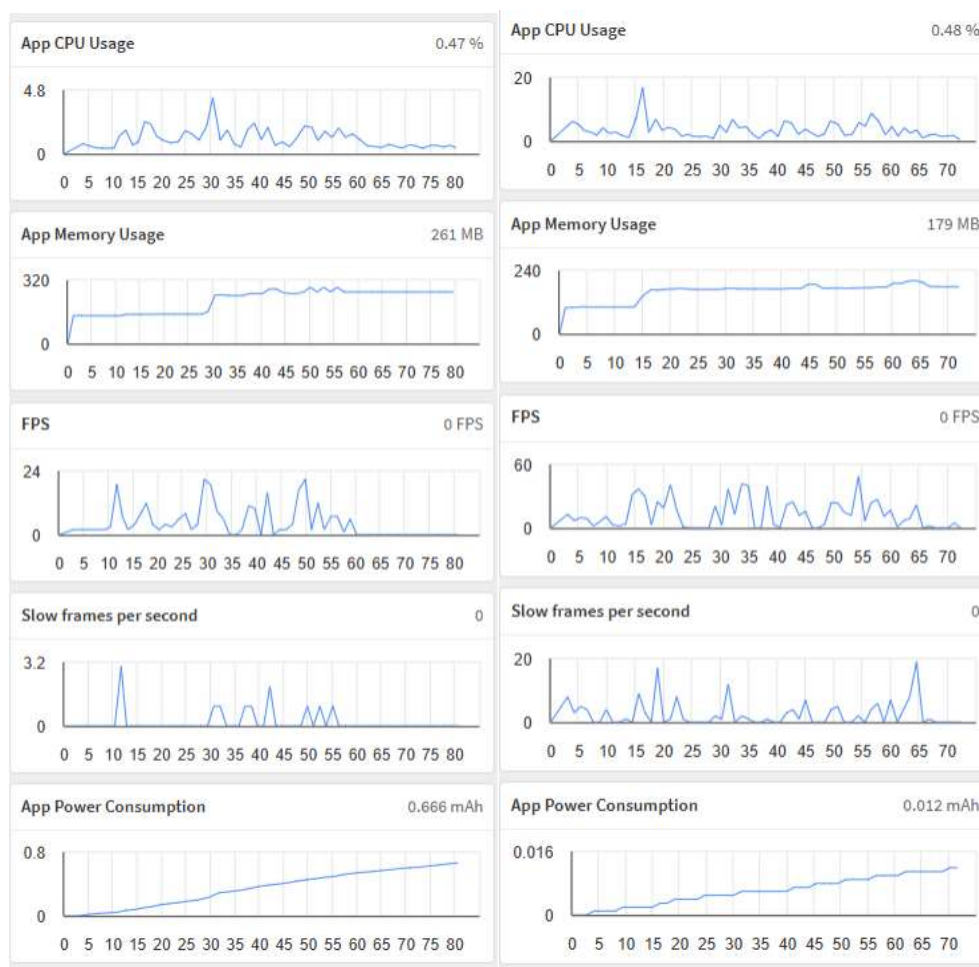 App CPU Usage 0.47 %
4.8
0
0 5 10 15 20 25 30 35 40 45 50 55 60 65 70 75 80
App Memory Usage 261 MB
320
0
0 5 10 15 20 25 30 35 40 45 50 55 60 65 70 75 80
FPS 0 FPS
24
0
0 5 10 15 20 25 30 35 40 45 50 55 60 65 70 75 80
Slow frames per second 0
3.2
0
0 5 10 15 20 25 30 35 40 45 50 55 60 65 70 75 80
App Power Consumption 0.666 mAh
0.8
0
0 5 10 15 20 25 30 35 40 45 50 55 60 65 70 75 80
App CPU Usage 0.48 %
20
0
0 5 10 15 20 25 30 35 40 45 50 55 60 65 70
App Memory Usage 179 MB
240
0
0 5 10 15 20 25 30 35 40 45 50 55 60 65 70
FPS 0 FPS
60
0
0 5 10 15 20 25 30 35 40 45 50 55 60 65 70
Slow frames per second 0
20
0
0 5 10 15 20 25 30 35 40 45 50 55 60 65 70
App Power Consumption 0.012 mAh
0.016
0
0 5 10 15 20 25 30 35 40 45 50 55 60 65 70